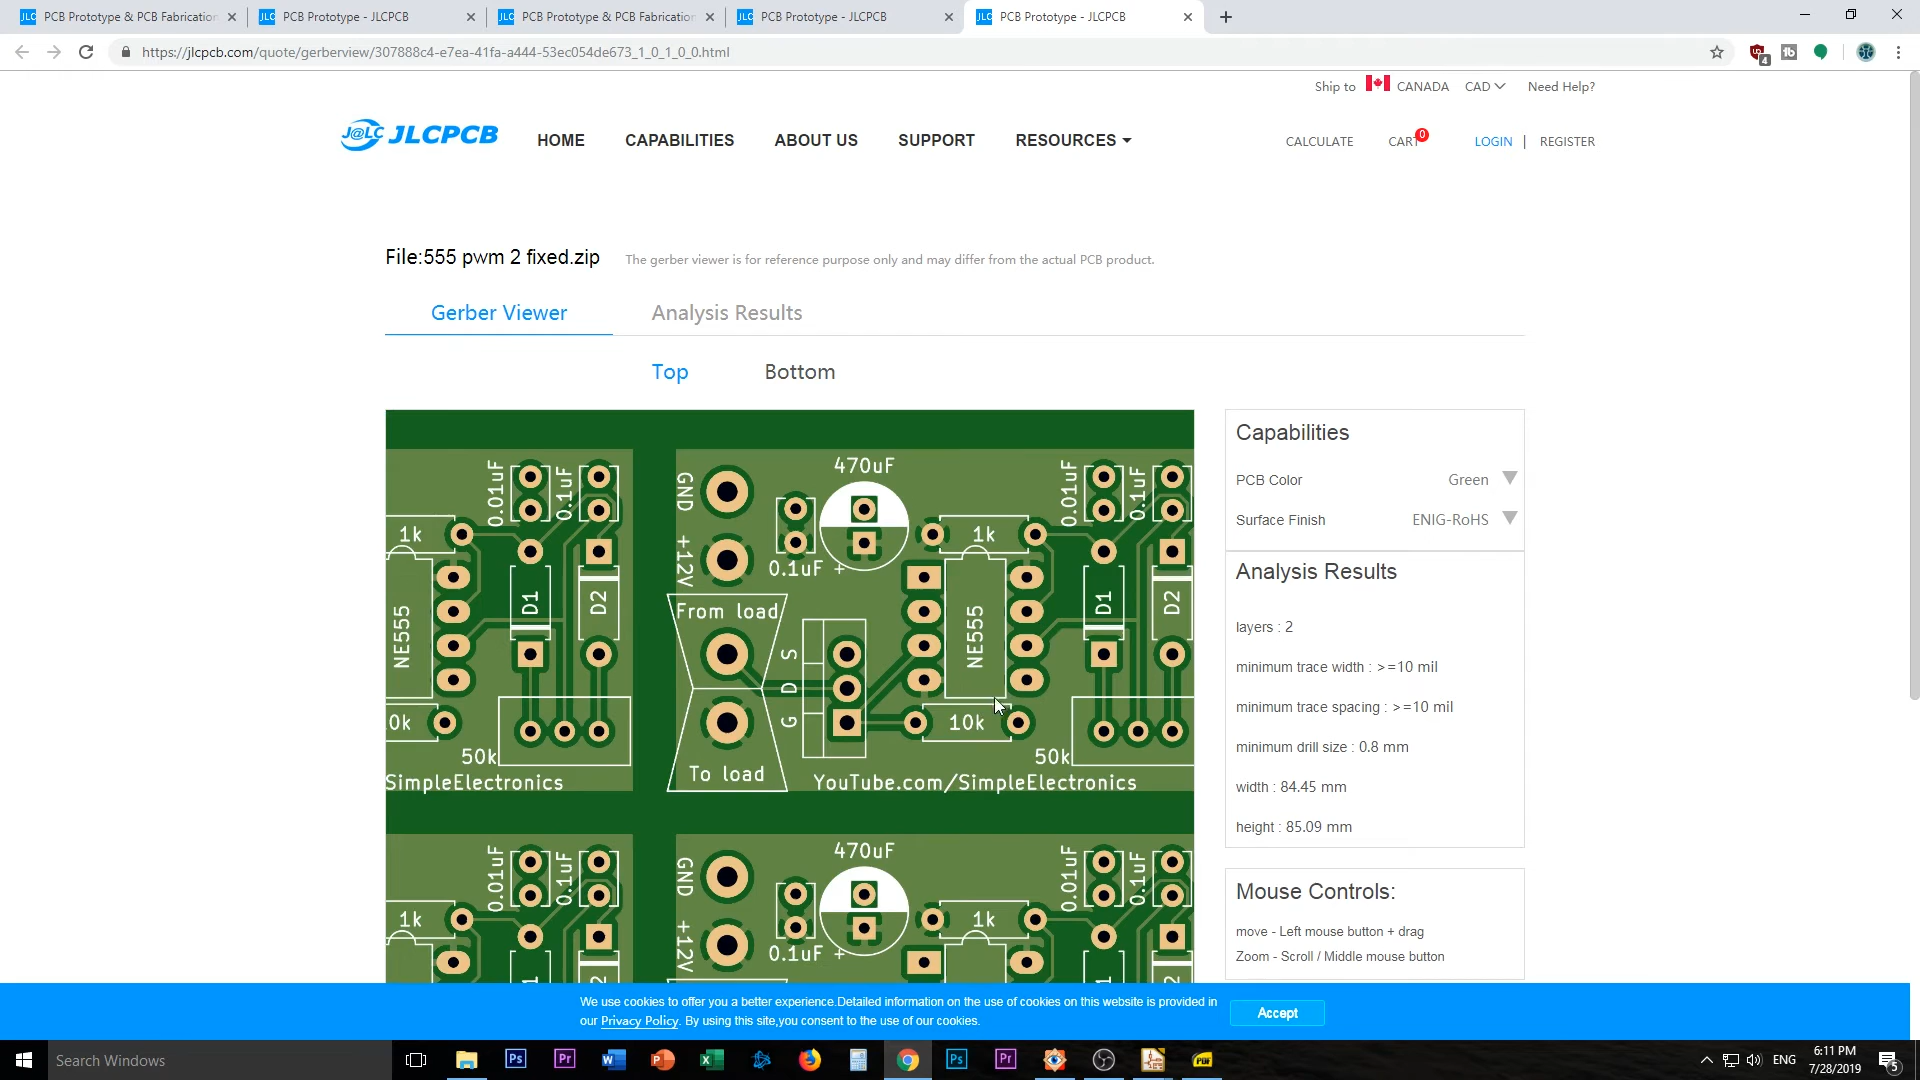 PCB Prototype & PCB Fabrication
PCB Prototype - JLCPCB
PCB Prototype & PCB Fabrication
PCB Prototype - JLCPCB
PCB Prototype - JLCPCB
https://jlcpcb.com/quote/gerberview/307888c4-e7ea-41fa-a444-53ec054de673_1_0_1_0_0.html
Ship to CANADA CAD Need Help?
J@LC JLCPCB
HOME CAPABILITIES ABOUT US SUPPORT RESOURCES
CALCULATE CART 0 LOGIN | REGISTER
File:555 pwm 2 fixed.zip
The gerber viewer is for reference purpose only and may differ from the actual PCB product.
Gerber Viewer Analysis Results
Top Bottom
0.01uF 0.1uF GND 470uF 0.01uF 0.1uF
1k +12V 0.1uF + 1k
NE555 D1 D2 From load S D G NE555 D1 D2
0k 10k
50k To load 50k
SimpleElectronics YouTube.com/SimpleElectronics
0.01uF 0.1uF GND 470uF 0.01uF 0.1uF
1k +12V 0.1uF + 1k
Capabilities
PCB Color Green
Surface Finish ENIG-RoHS
Analysis Results
layers : 2
minimum trace width : >=10 mil
minimum trace spacing : >=10 mil
minimum drill size : 0.8 mm
width : 84.45 mm
height : 85.09 mm
Mouse Controls:
move - Left mouse button + drag
Zoom - Scroll / Middle mouse button
We use cookies to offer you a better experience.Detailed information on the use of cookies on this website is provided in
our Privacy Policy. By using this site,you consent to the use of our cookies.
Accept
Search Windows
ENG
6:11 PM
7/28/2019
5